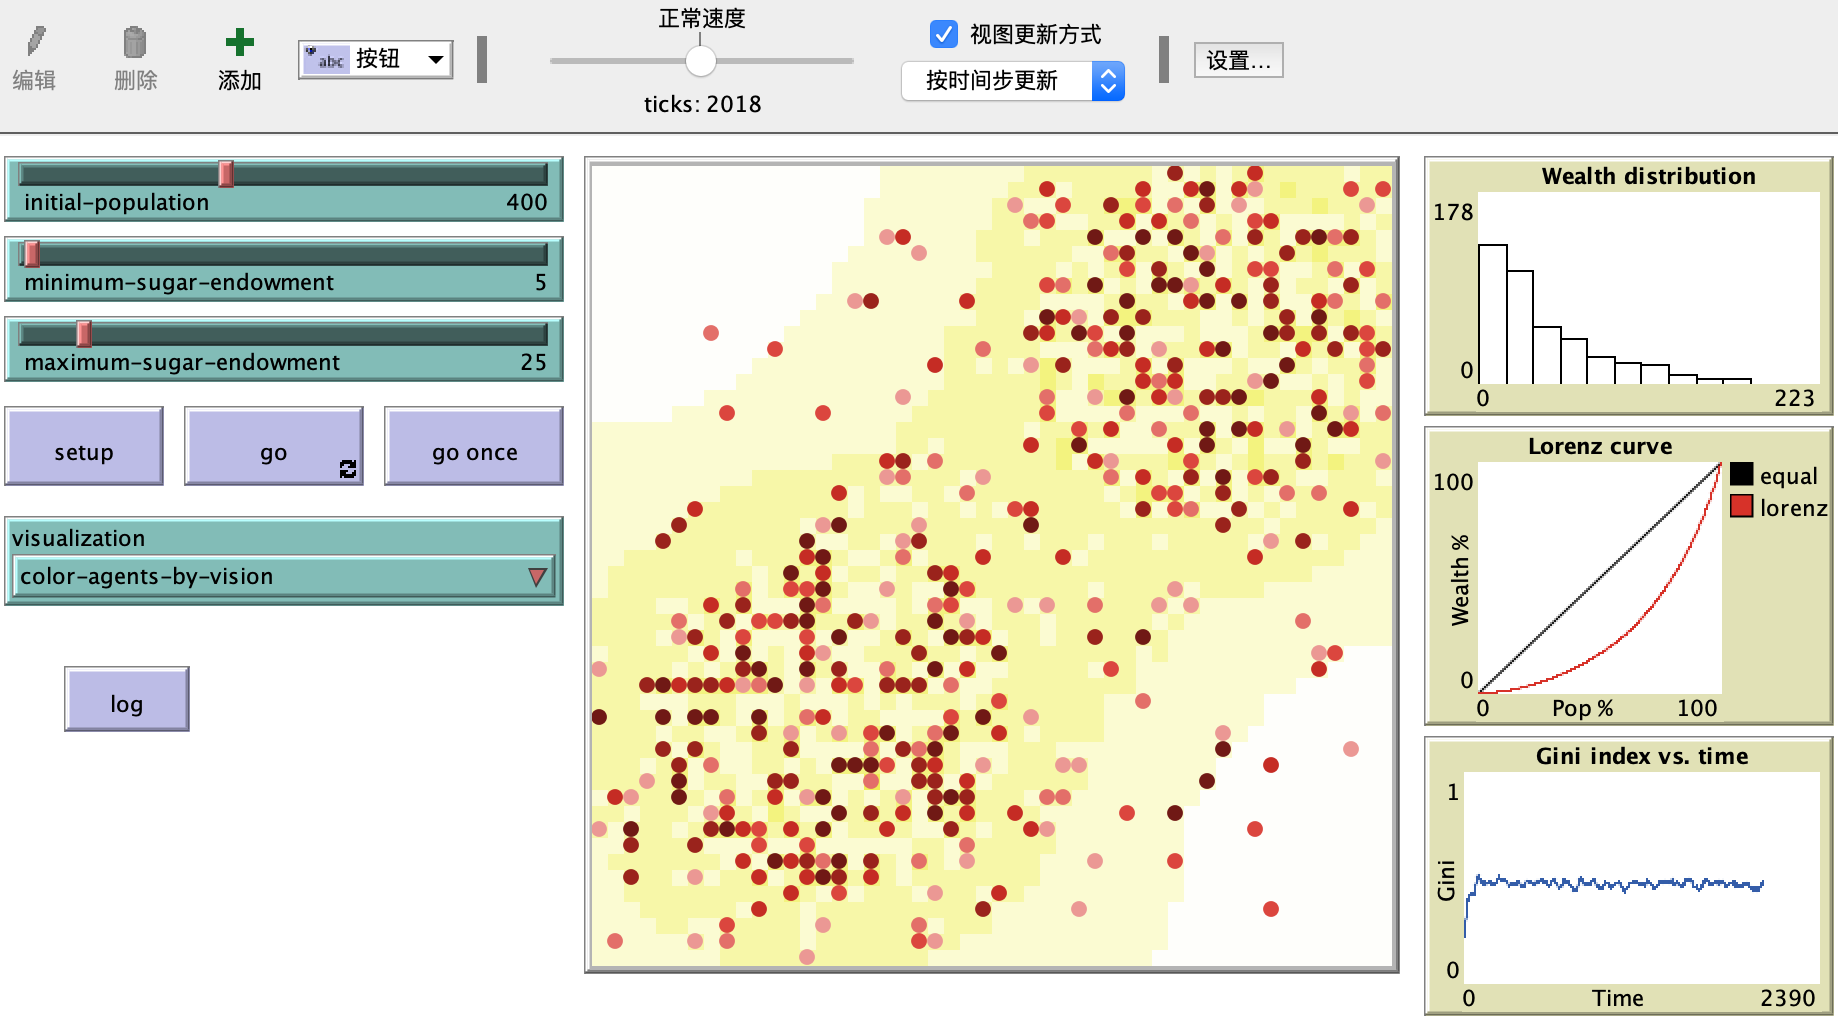 正常速度
视图更新方式
编辑
删除
添加
abc 按钮
按时间步更新
设置...
ticks: 2018
initial-population 400
minimum-sugar-endowment 5
maximum-sugar-endowment 25
setup
go
go once
visualization
color-agents-by-vision
log
Wealth distribution
178
0
0 223
Lorenz curve
100
equal
lorenz
Wealth %
0
0 Pop % 100
Gini index vs. time
1
Gini
0
0 Time 2390